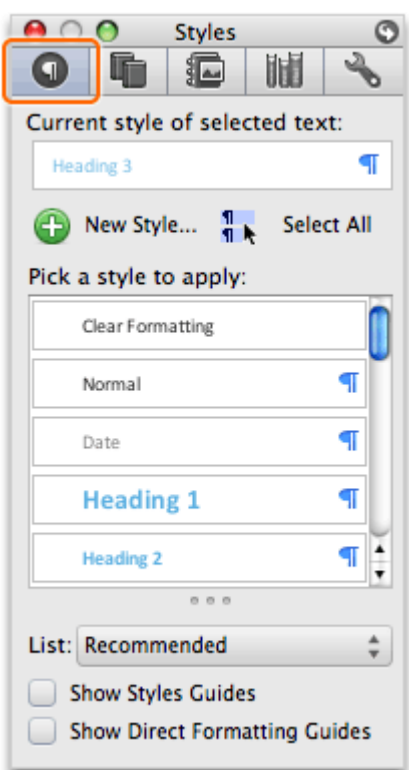 Styles
Current style of selected text:
Heading 3
New Style... Select All
Pick a style to apply:
Clear Formatting
Normal
Date
Heading 1
Heading 2
List: Recommended
Show Styles Guides
Show Direct Formatting Guides